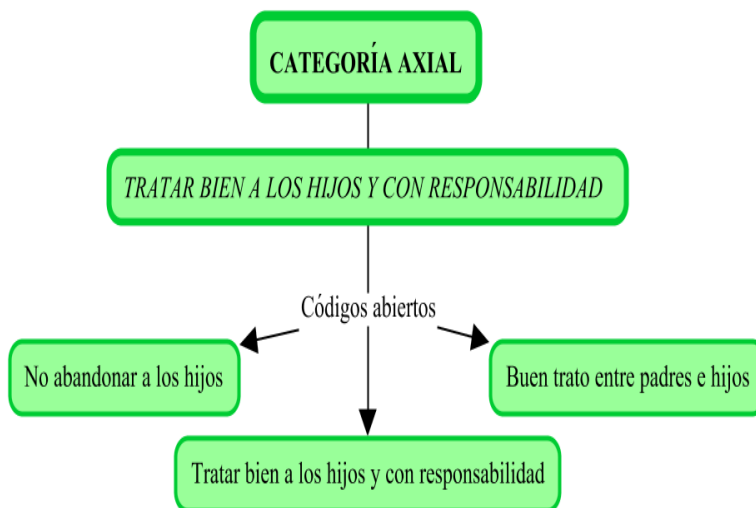 CATEGORÍA AXIAL
TRATAR BIEN A LOS HIJOS Y CON RESPONSABILIDAD
Códigos abiertos
No abandonar a los hijos
Buen trato entre padres e hijos
Tratar bien a los hijos y con responsabilidad